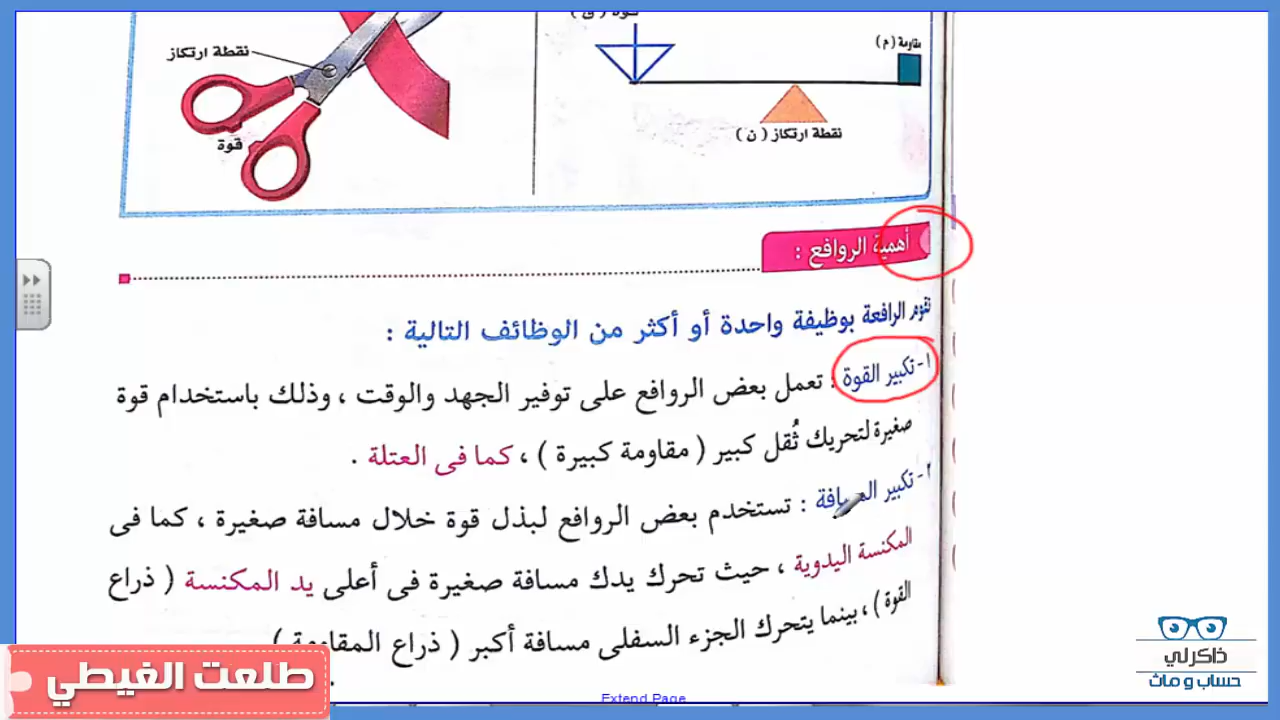 نقطة ارتكاز
قوة
قوة (ق)
مقاومة (م)
نقطة ارتكاز (ن)
أهمية الروافع :
تقوم الرافعة بوظيفة واحدة أو أكثر من الوظائف التالية :
١- تكبير القوة : تعمل بعض الروافع على توفير الجهد والوقت ، وذلك باستخدام قوة
صغيرة لتحريك ثُقل كبير ( مقاومة كبيرة ) ، كما فى العتلة .
٢- تكبير المسافة : تستخدم بعض الروافع لبذل قوة خلال مسافة صغيرة ، كما فى
المكنسة اليدوية ، حيث تحرك يدك مسافة صغيرة فى أعلى يد المكنسة ( ذراع
القوة ) ، بينما يتحرك الجزء السفلى مسافة أكبر ( ذراع المقاومة ) .
طلعت الغيطي
ذاكرلي
حساب و ماث
Extend Page